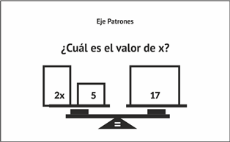 Eje Patrones
¿Cuál es el valor de x?
2x 5 17
=